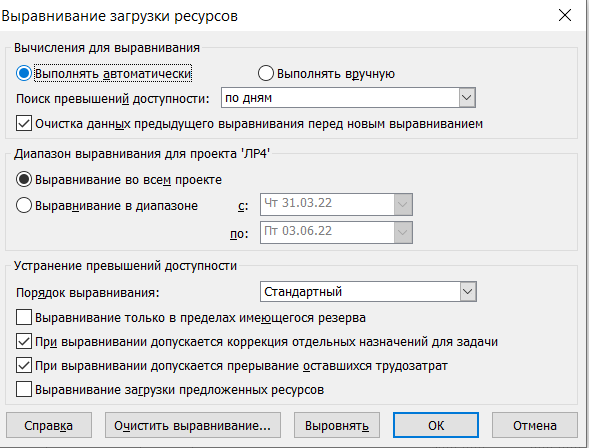 Выравнивание загрузки ресурсов
Вычисления для выравнивания
Выполнять автоматически Выполнять вручную
Поиск превышений доступности: по дням
Очистка данных предыдущего выравнивания перед новым выравниванием
Диапазон выравнивания для проекта 'ЛР4'
Выравнивание во всем проекте
Выравнивание в диапазоне с: Чт 31.03.22
по: Пт 03.06.22
Устранение превышений доступности
Порядок выравнивания: Стандартный
Выравнивание только в пределах имеющегося резерва
При выравнивании допускается коррекция отдельных назначений для задачи
При выравнивании допускается прерывание оставшихся трудозатрат
Выравнивание загрузки предложенных ресурсов
Справка Очистить выравнивание... Выровнять ОК Отмена